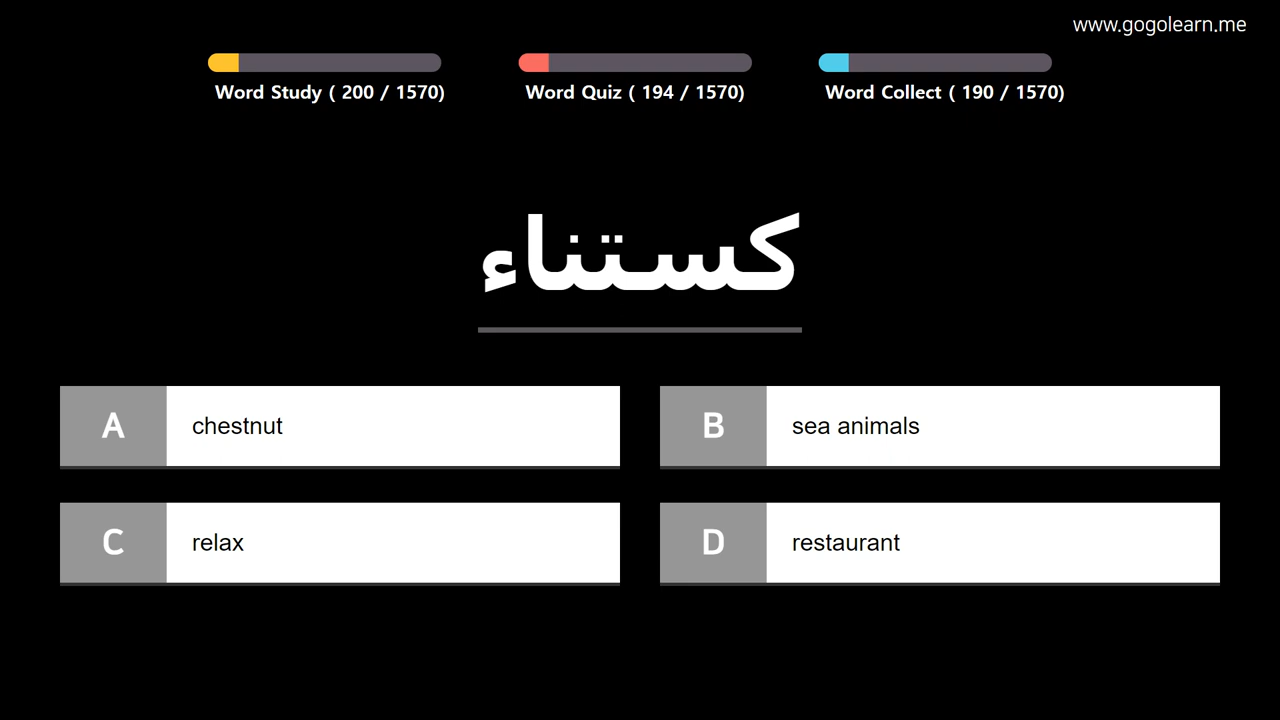 www.gogolearn.me
Word Study ( 200 / 1570)
Word Quiz ( 194 / 1570)
Word Collect ( 190 / 1570)
كستناء
A chestnut
B sea animals
C relax
D restaurant